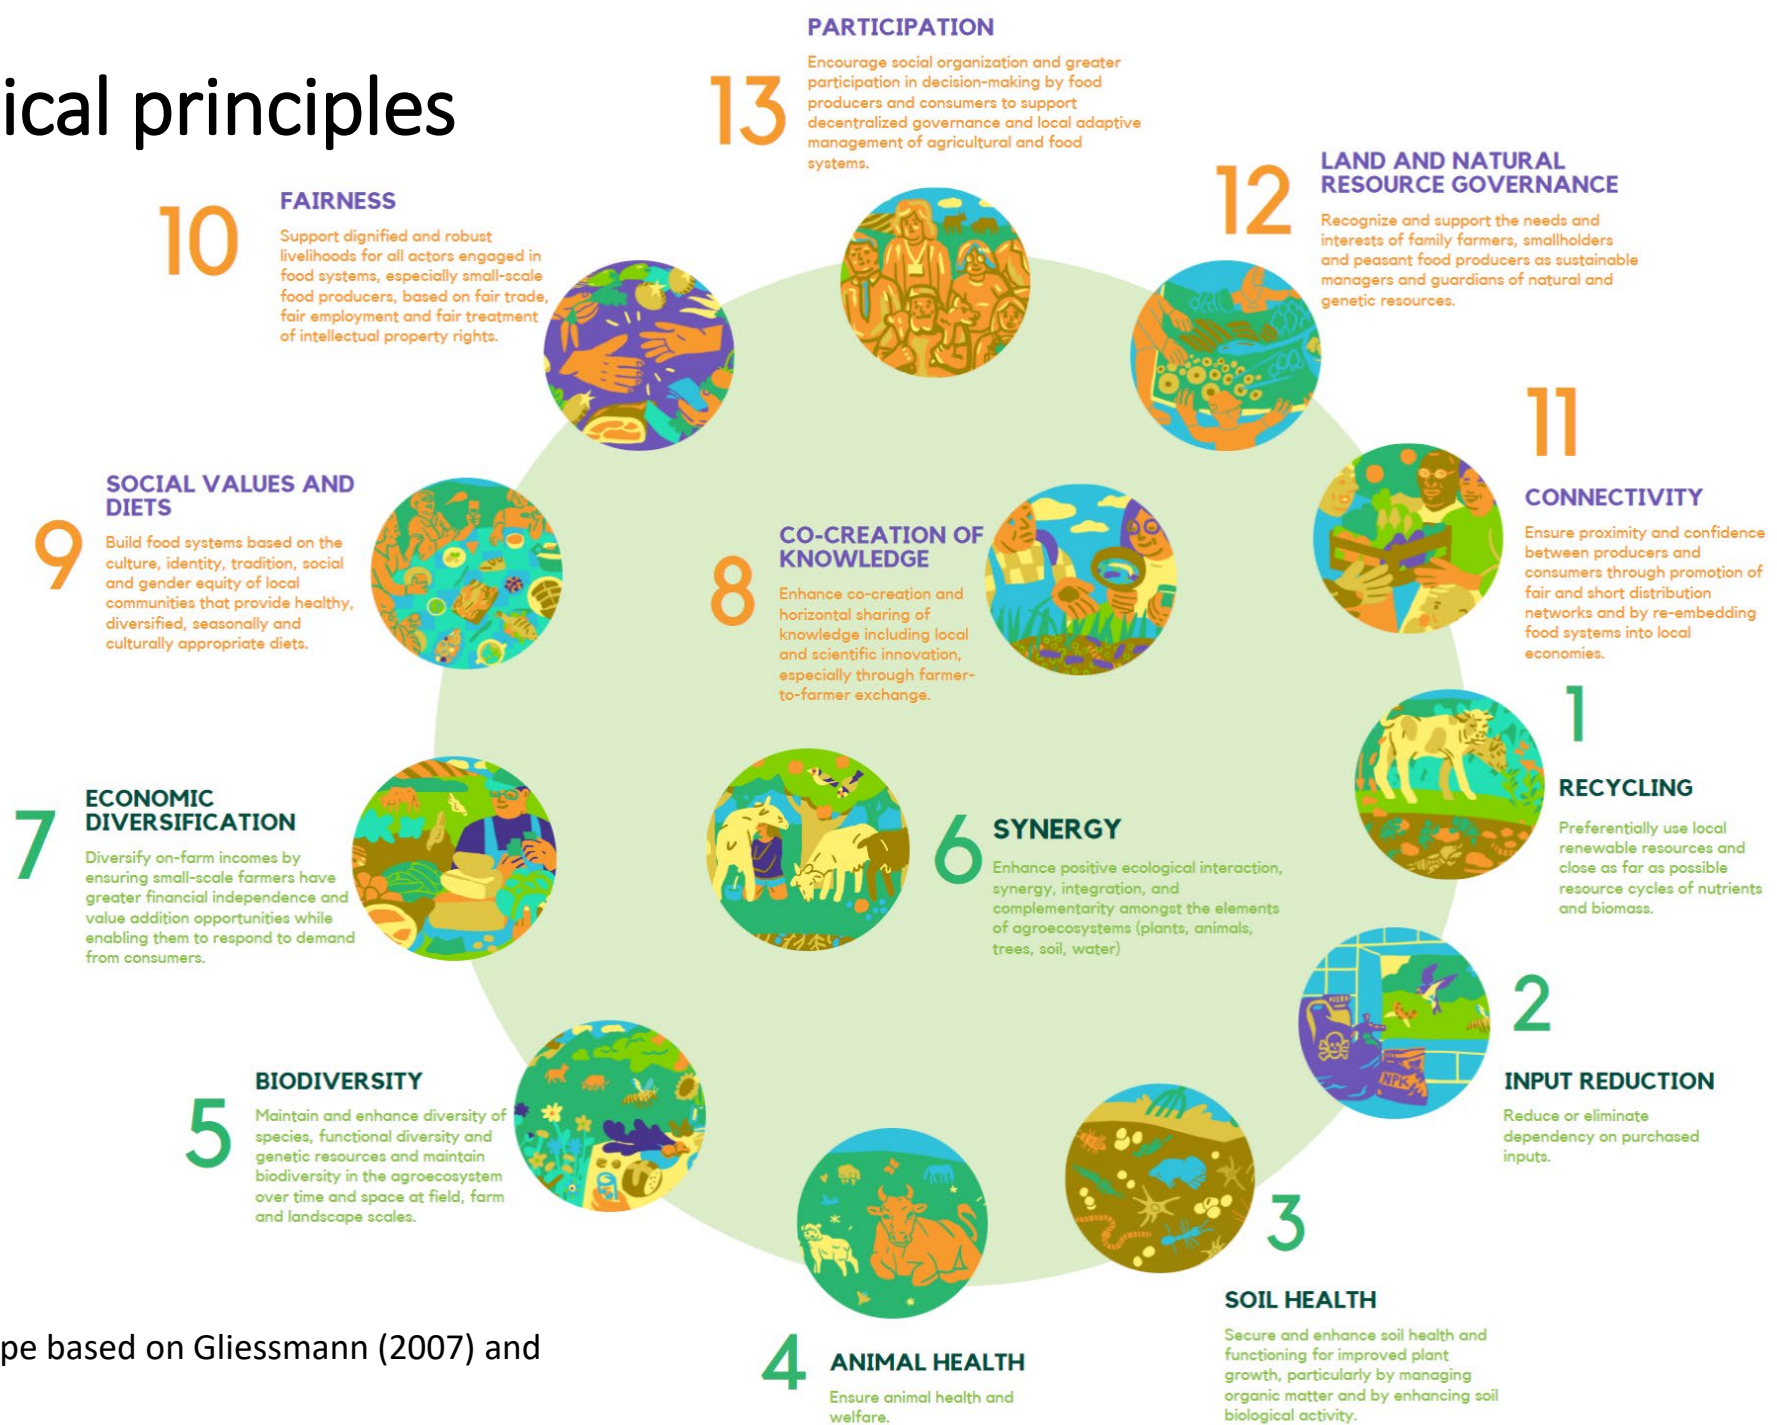 ical principles
13
PARTICIPATION
Encourage social organization and greater
participation in decision-making by food
producers and consumers to support
decentralized governance and local adaptive
management of agricultural and food
systems.
12
LAND AND NATURAL
RESOURCE GOVERNANCE
Recognize and support the needs and
interests of family farmers, smallholders
and peasant food producers as sustainable
managers and guardians of natural and
genetic resources.
10
FAIRNESS
Support dignified and robust
livelihoods for all actors engaged in
food systems, especially small-scale
food producers, based on fair trade,
fair employment and fair treatment
of intellectual property rights.
11
CONNECTIVITY
Ensure proximity and confidence
between producers and
consumers through promotion of
fair and short distribution
networks and by re-embedding
food systems into local
economies.
9
SOCIAL VALUES AND
DIETS
Build food systems based on the
culture, identity, tradition, social
and gender equity of local
communities that provide healthy,
diversified, seasonally and
culturally appropriate diets.
8
CO-CREATION OF
KNOWLEDGE
Enhance co-creation and
horizontal sharing of
knowledge including local
and scientific innovation,
especially through farmer-
to-farmer exchange.
1
RECYCLING
Preferentially use local
renewable resources and
close as far as possible
resource cycles of nutrients
and biomass.
7
ECONOMIC
DIVERSIFICATION
Diversify on-farm incomes by
ensuring small-scale farmers have
greater financial independence and
value addition opportunities while
enabling them to respond to demand
from consumers.
6
SYNERGY
Enhance positive ecological interaction,
synergy, integration, and
complementarity amongst the elements
of agroecosystems (plants, animals,
trees, soil, water)
2
INPUT REDUCTION
Reduce or eliminate
dependency on purchased
inputs.
NPK
5
BIODIVERSITY
Maintain and enhance diversity of
species, functional diversity and
genetic resources and maintain
biodiversity in the agroecosystem
over time and space at field, farm
and landscape scales.
3
SOIL HEALTH
Secure and enhance soil health and
functioning for improved plant
growth, particularly by managing
organic matter and by enhancing soil
biological activity.
4
ANIMAL HEALTH
Ensure animal health and
welfare.
pe based on Gliessmann (2007) and